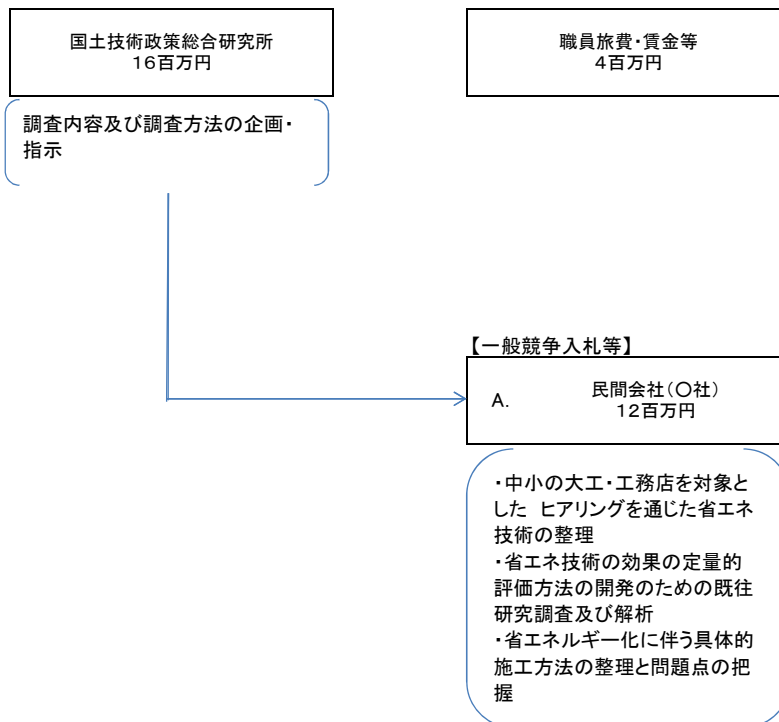 国土技術政策総合研究所
16百万円
職員旅費・賃金等
4百万円
調査内容及び調査方法の企画・
指示
【一般競争入札等】
A.
民間会社（〇社）
12百万円
・中小の大工・工務店を対象と
した ヒアリングを通じた省エネ
技術の整理
・省エネ技術の効果の定量的
評価方法の開発のための既往
研究調査及び解析
・省エネルギー化に伴う具体的
施工方法の整理と問題点の把
握